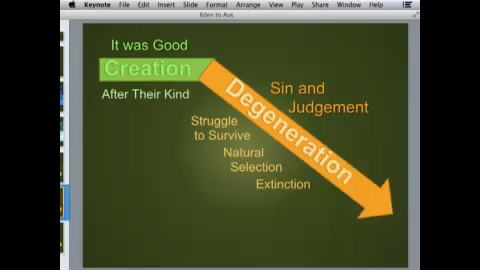 Keynote File Edit Insert Slide Format Arrange View Play Share Window Help
Eden to Aus
It was Good
Creation
After Their Kind
Degeneration
Sin and
Judgement
Struggle
to Survive
Natural
Selection
Extinction